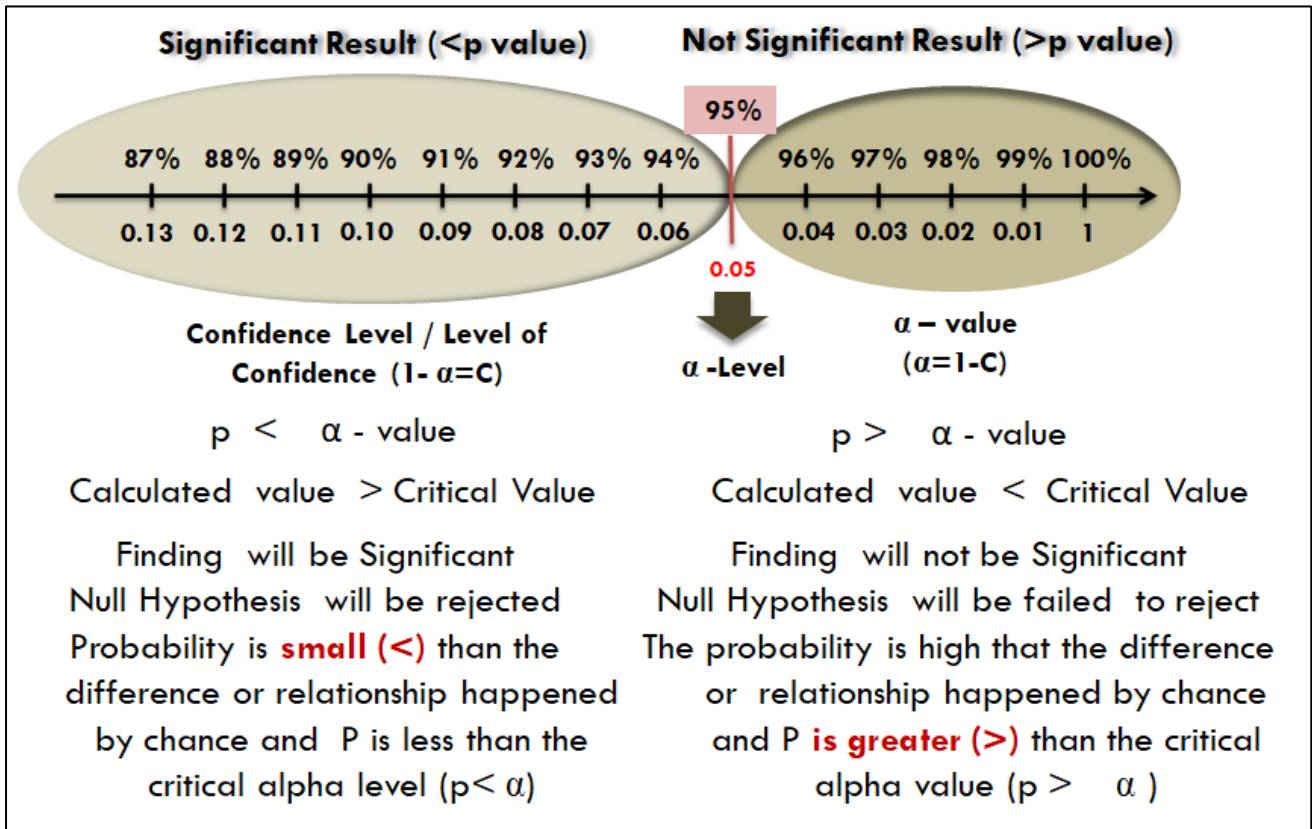 Significant Result (<p value)
Not Significant Result (>p value)
95%
87% 88% 89% 90% 91% 92% 93% 94% 96% 97% 98% 99% 100%
0.13 0.12 0.11 0.10 0.09 0.08 0.07 0.06 0.04 0.03 0.02 0.01 1
0.05
Confidence Level / Level of
Confidence (1- α=C)
α -Level
α – value
(α=1-C)
p < α - value
Calculated value > Critical Value
Finding will be Significant
Null Hypothesis will be rejected
Probability is small (<) than the
difference or relationship happened
by chance and P is less than the
critical alpha level (p< α)
p > α - value
Calculated value < Critical Value
Finding will not be Significant
Null Hypothesis will be failed to reject
The probability is high that the difference
or relationship happened by chance
and P is greater (>) than the critical
alpha value (p > α )